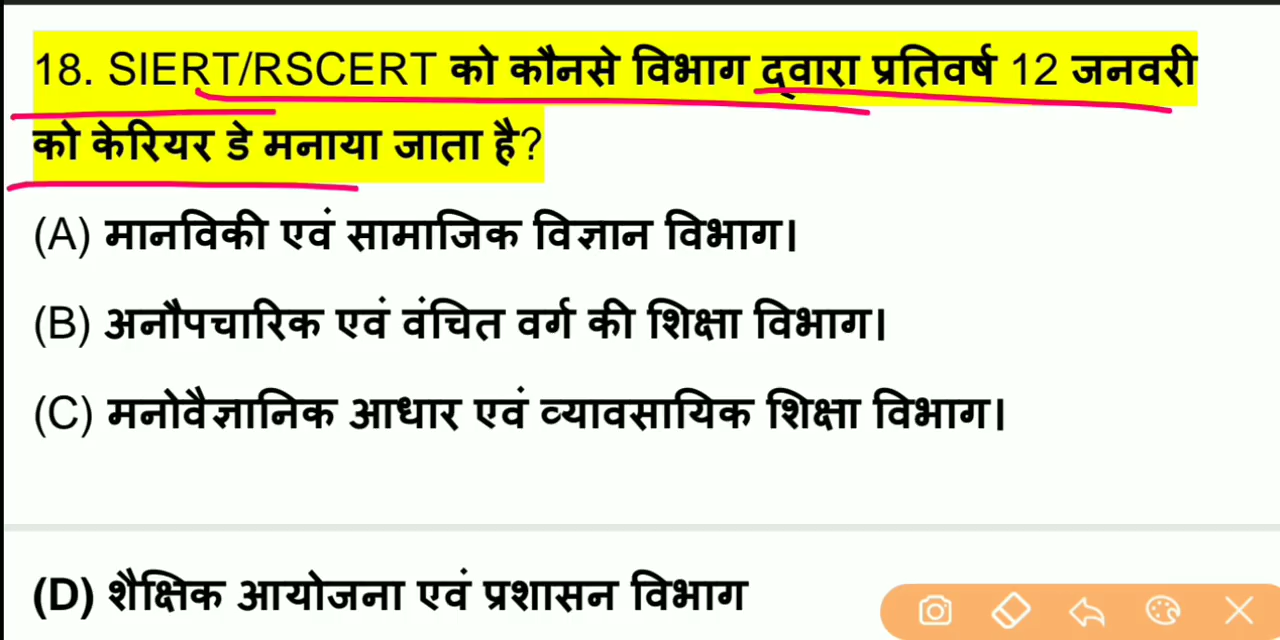 18. SIERT/RSCERT को कौनसे विभाग द्वारा प्रतिवर्ष 12 जनवरी
को केरियर डे मनाया जाता है?
(A) मानविकी एवं सामाजिक विज्ञान विभाग।
(B) अनौपचारिक एवं वंचित वर्ग की शिक्षा विभाग।
(C) मनोवैज्ञानिक आधार एवं व्यावसायिक शिक्षा विभाग।
(D) शैक्षिक आयोजना एवं प्रशासन विभाग